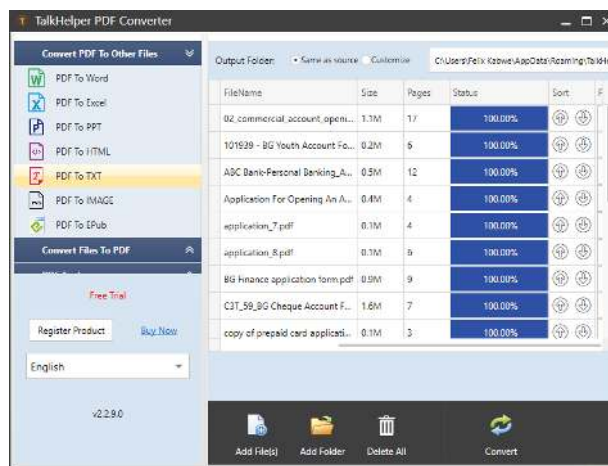 TalkHelper PDF Converter
Convert PDF To Other Files
PDF To Word
PDF To Excel
PDF To PPT
PDF To HTML
PDF To TXT
PDF To IMAGE
PDF To EPub
Convert Files To PDF
Free Trial
Register Product Buy Now
English
v2.2.9.0
Output Folder: Same as source Customize C:\Users\Felix Kabwe\AppData\Roaming\TalkHe
FileName Size Pages Status Sort F
02_commercial_account_openi... 1.1M 17 100.00%
101939 - BG Youth Account Fo... 0.2M 6 100.00%
ABC Bank-Personal Banking_A... 0.5M 12 100.00%
Application For Opening An A... 0.4M 4 100.00%
application_7.pdf 0.1M 4 100.00%
application_8.pdf 0.1M 6 100.00%
BG Finance application form.pdf 0.9M 9 100.00%
C3T_59_BG Cheque Account F... 1.6M 7 100.00%
copy of prepaid card applicati... 0.1M 3 100.00%
Add File(s) Add Folder Delete All Convert